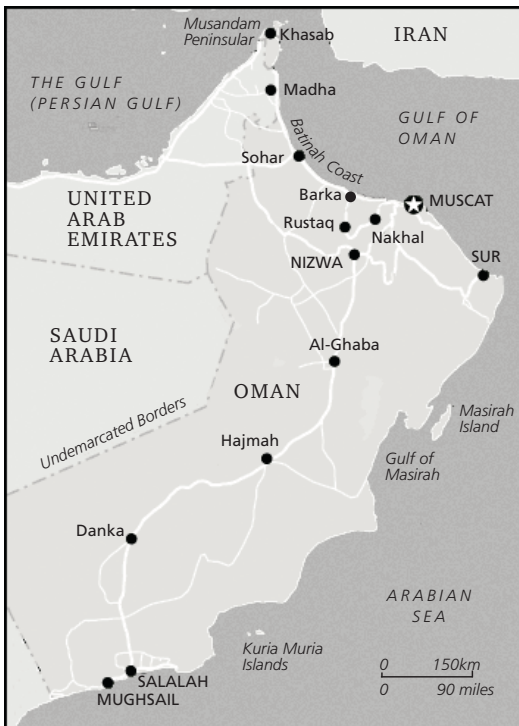 Musandam
Peninsular
Khasab
IRAN
THE GULF
(PERSIAN GULF)
Madha
GULF OF
OMAN
Batinah Coast
Sohar
Barka
MUSCAT
UNITED
ARAB
EMIRATES
Rustaq
Nakhal
NIZWA
SUR
SAUDI
ARABIA
Al-Ghaba
OMAN
Masirah
Island
Undemarcated Borders
Hajmah
Gulf of
Masirah
Danka
ARABIAN
SEA
Kuria Muria
Islands
0 150km
0 90 miles
SALALAH
MUGHSAIL